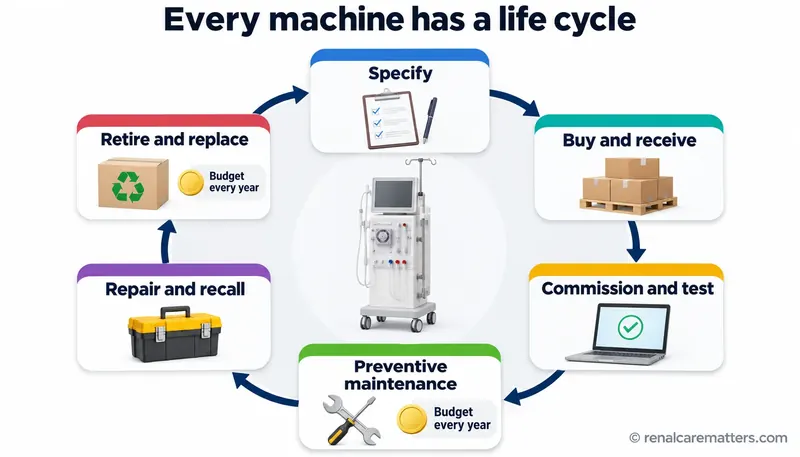 Every machine has a life cycle
Specify
Buy and receive
Commission and test
Preventive
maintenance
Budget
every year
Repair and recall
Retire and replace
Budget
every year
© renalcarematters.com